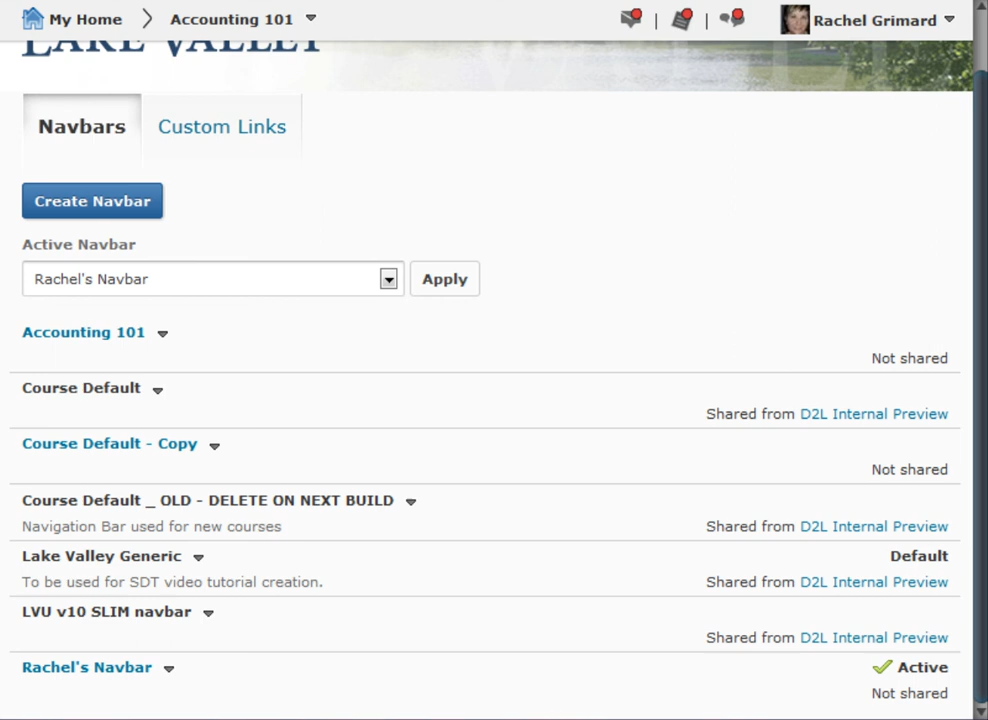 My Home Accounting 101 | | Rachel Grimard
LAKE VALLEY
Navbars Custom Links
Create Navbar
Active Navbar
Rachel's Navbar Apply
Accounting 101
Not shared
Course Default
Shared from D2L Internal Preview
Course Default - Copy
Not shared
Course Default _ OLD - DELETE ON NEXT BUILD
Navigation Bar used for new courses Shared from D2L Internal Preview
Lake Valley Generic Default
To be used for SDT video tutorial creation. Shared from D2L Internal Preview
LVU v10 SLIM navbar
Shared from D2L Internal Preview
Rachel's Navbar Active
Not shared